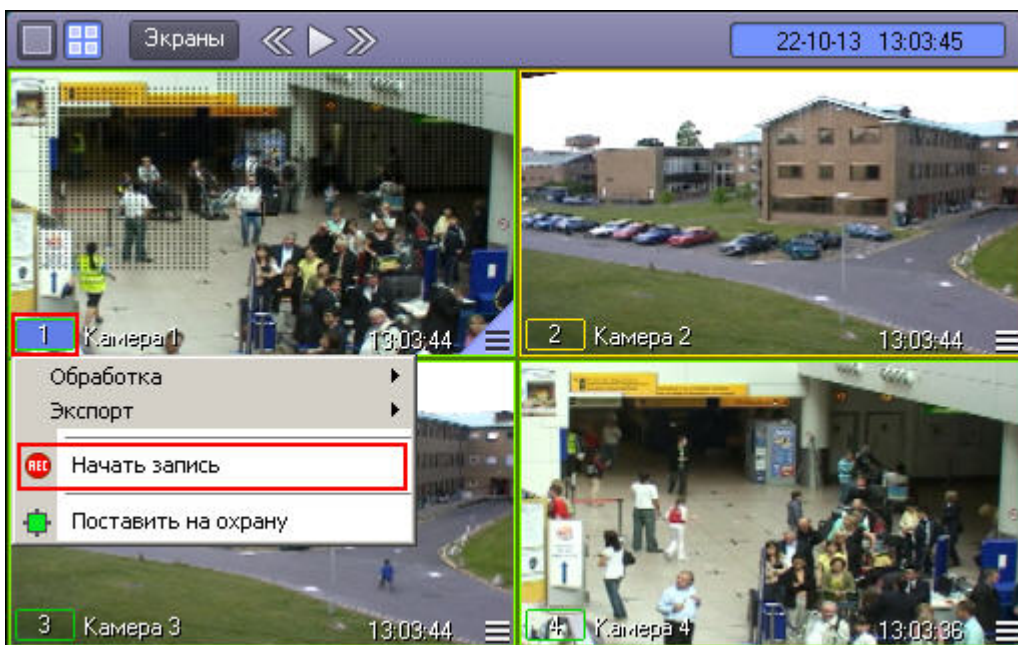 Экраны
22-10-13 13:03:45
1 Камера 1 13:03:44
2 Камера 2 13:03:44
Обработка
Экспорт
REC Начать запись
Поставить на охрану
3 Камера 3 13:03:44
4 Камера 4 13:03:36